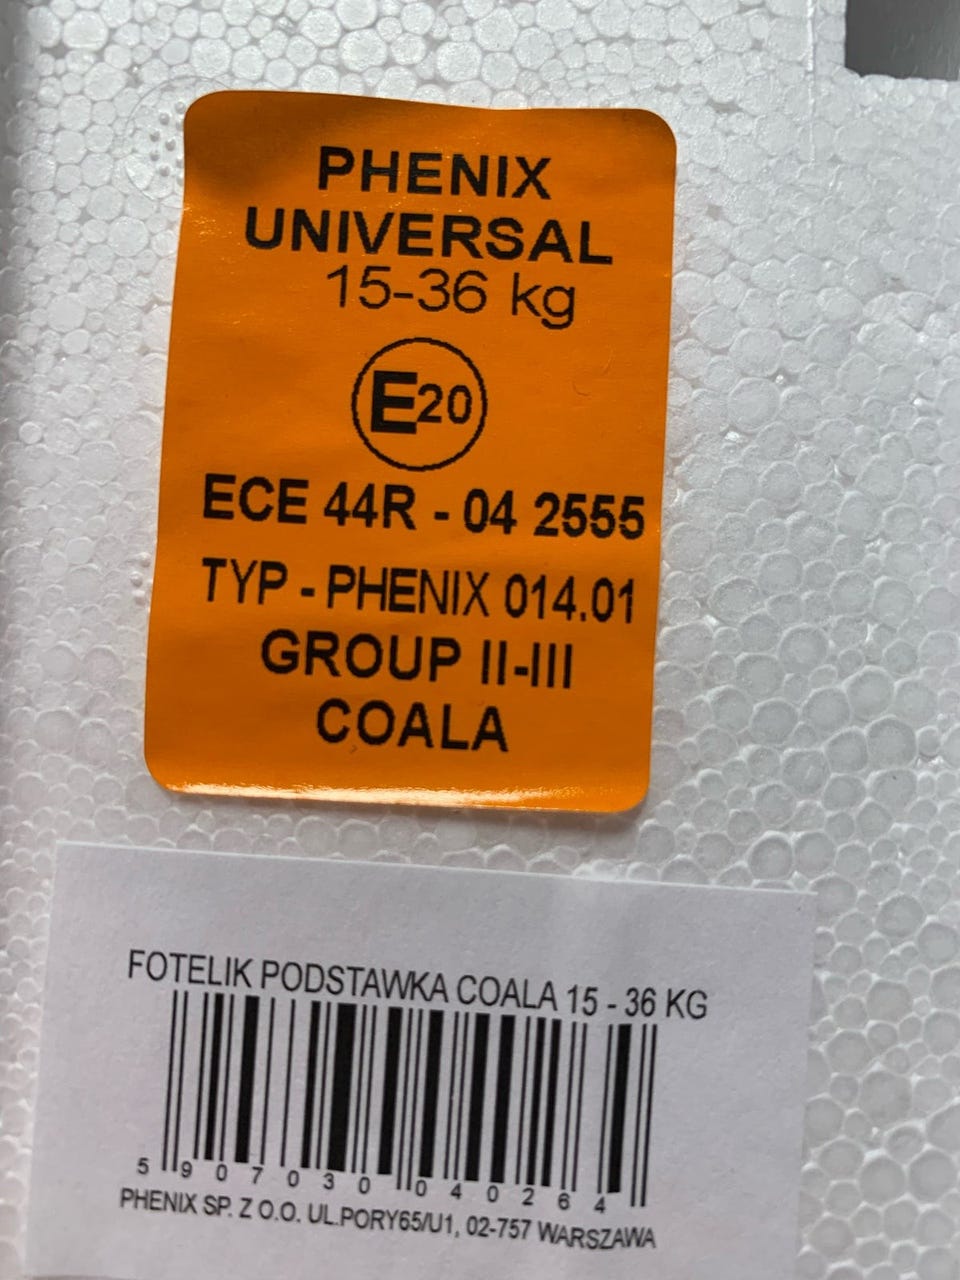 PHENIX
UNIVERSAL
15-36 kg
E20
ECE 44R - 04 2555
TYP - PHENIX 014.01
GROUP II-III
COALA
FOTELIK PODSTAWKA COALA 15 - 36 KG
5 907030 040264
PHENIX SP. Z O.O. UL.PORY65/U1, 02-757 WARSZAWA